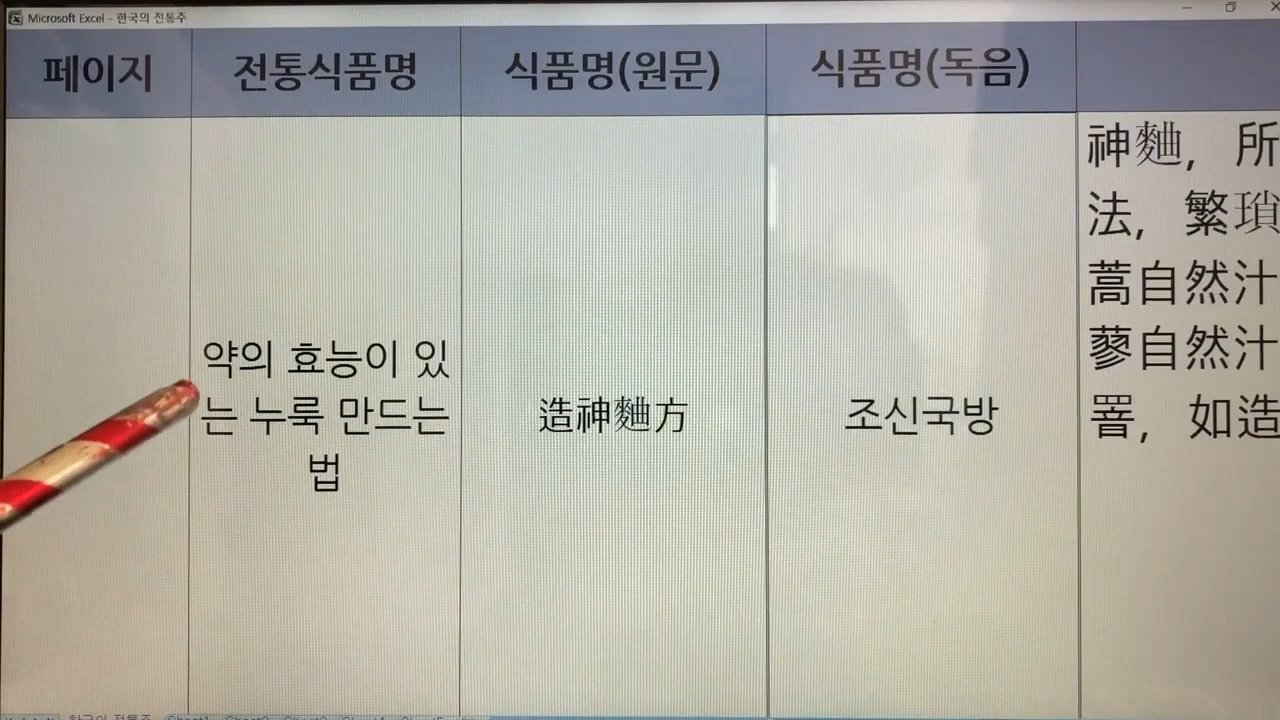 Microsoft Excel - 한국의 전통주
페이지
전통식품명
식품명(원문)
식품명(독음)
약의 효능이 있
는 누룩 만드는
법
造神麯方
조신국방
神麯, 所
法, 繁瑣
蒿自然汁
蓼自然汁
署, 如造